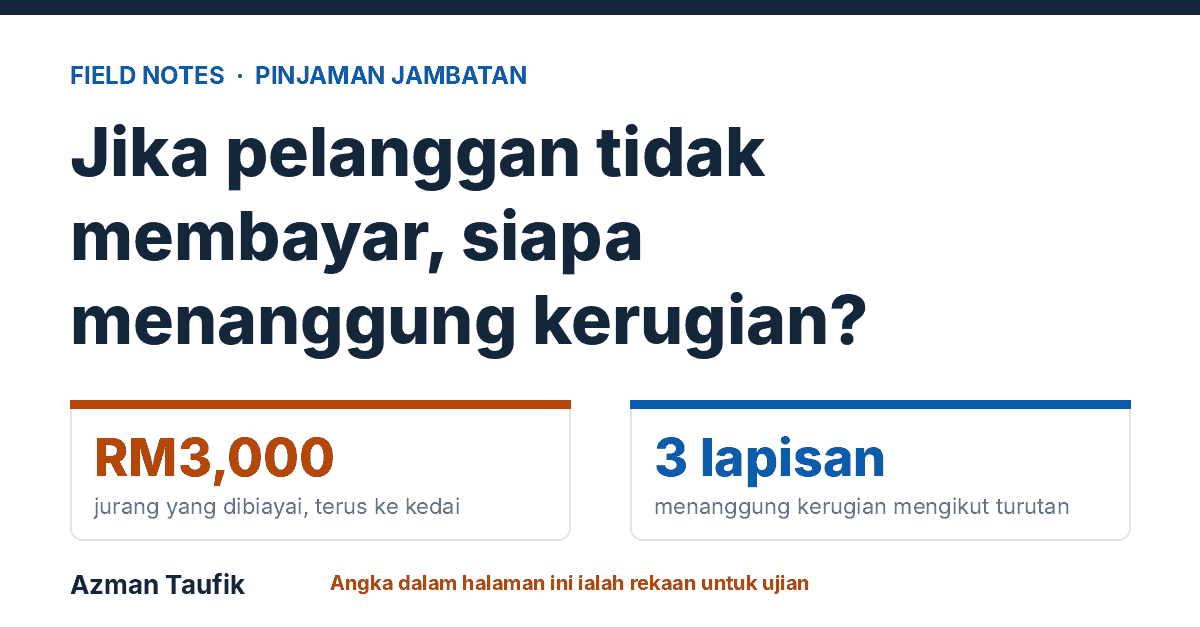 FIELD NOTES · PINJAMAN JAMBATAN
Jika pelanggan tidak
membayar, siapa
menanggung kerugian?
RM3,000
jurang yang dibiayai, terus ke kedai
3 lapisan
menanggung kerugian mengikut turutan
Azman Taufik
Angka dalam halaman ini ialah rekaan untuk ujian